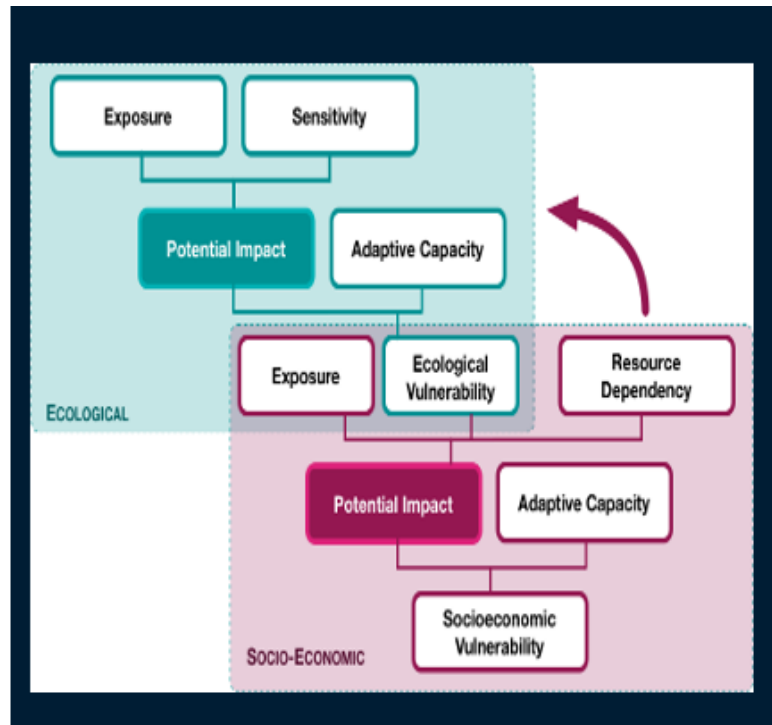 Exposure
Sensitivity
Potential Impact
Adaptive Capacity
Exposure
Ecological
Vulnerability
Resource
Dependency
ECOLOGICAL
Potential Impact
Adaptive Capacity
Socioeconomic
Vulnerability
SOCIO-ECONOMIC